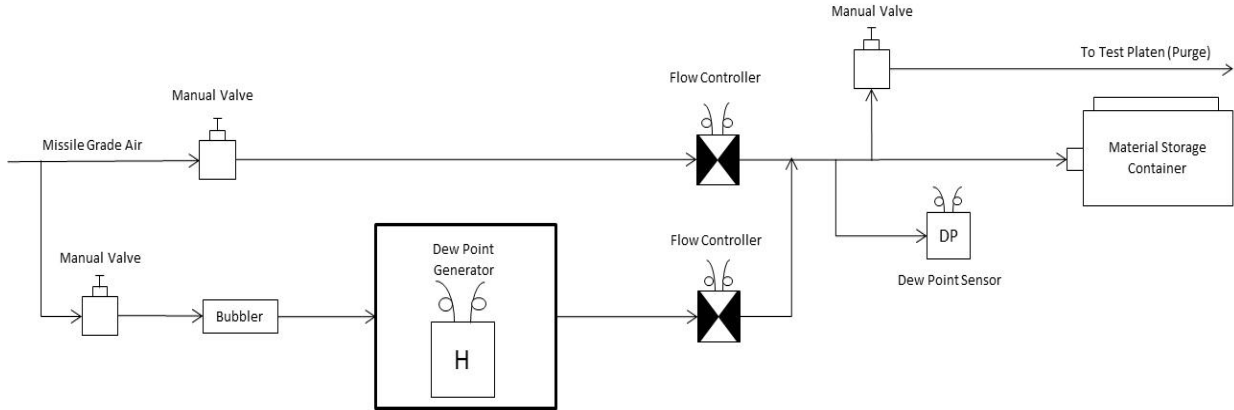 Manual Valve
To Test Platen (Purge)
Flow Controller
Manual Valve
Missile Grade Air
Material Storage
Container
Dew Point
Generator
Flow Controller
Manual Valve
DP
Dew Point Sensor
Bubbler
H